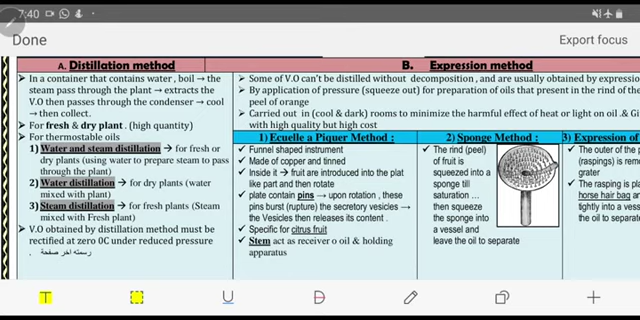 7:40
Done
Export focus
A. Distillation method
In a container that contains water, boil → the
steam pass through the plant → extracts the
V.O then passes through the condenser → cool
→ then collect.
For fresh & dry plant. (high quantity)
For thermostable oils
1) Water and steam distillation → for fresh or
dry plants (using water to prepare steam to pass
through the plant)
2) Water distillation → for dry plants (water
mixed with plant)
3) Steam distillation → for fresh plants (Steam
mixed with Fresh plant)
V.O obtained by distillation method must be
rectified at zero 0C under reduced pressure
رسمته اخر صفحة .
B. Expression method
Some of V.O can't be distilled without decomposition, and are usually obtained by expressio
By application of pressure (squeeze out) for preparation of oils that present in the rind of the
peel of orange
Carried out in (cool & dark) rooms to minimize the harmful effect of heat or light on oil .& Gi
with high quality but high cost
1) Ecuelle a Piquer Method :
Funnel shaped instrument
Made of copper and tinned
Inside it → fruit are introduced into the plat
like part and then rotate
plate contain pins → upon rotation, these
pins burst (rupture) the secretory vesicles →
the Vesicles then releases its content .
Specific for citrus fruit
Stem act as receiver o oil & holding
apparatus
2) Sponge Method :
The rind (peel)
of fruit is
squeezed into a
sponge till
saturation ...
then squeeze
the sponge into
a vessel and
leave the oil to separate
3) Expression of
The outer of the p
(raspings) is rem
grater
The rasping is pla
horse hair bag an
tightly into a vess
the oil to separate